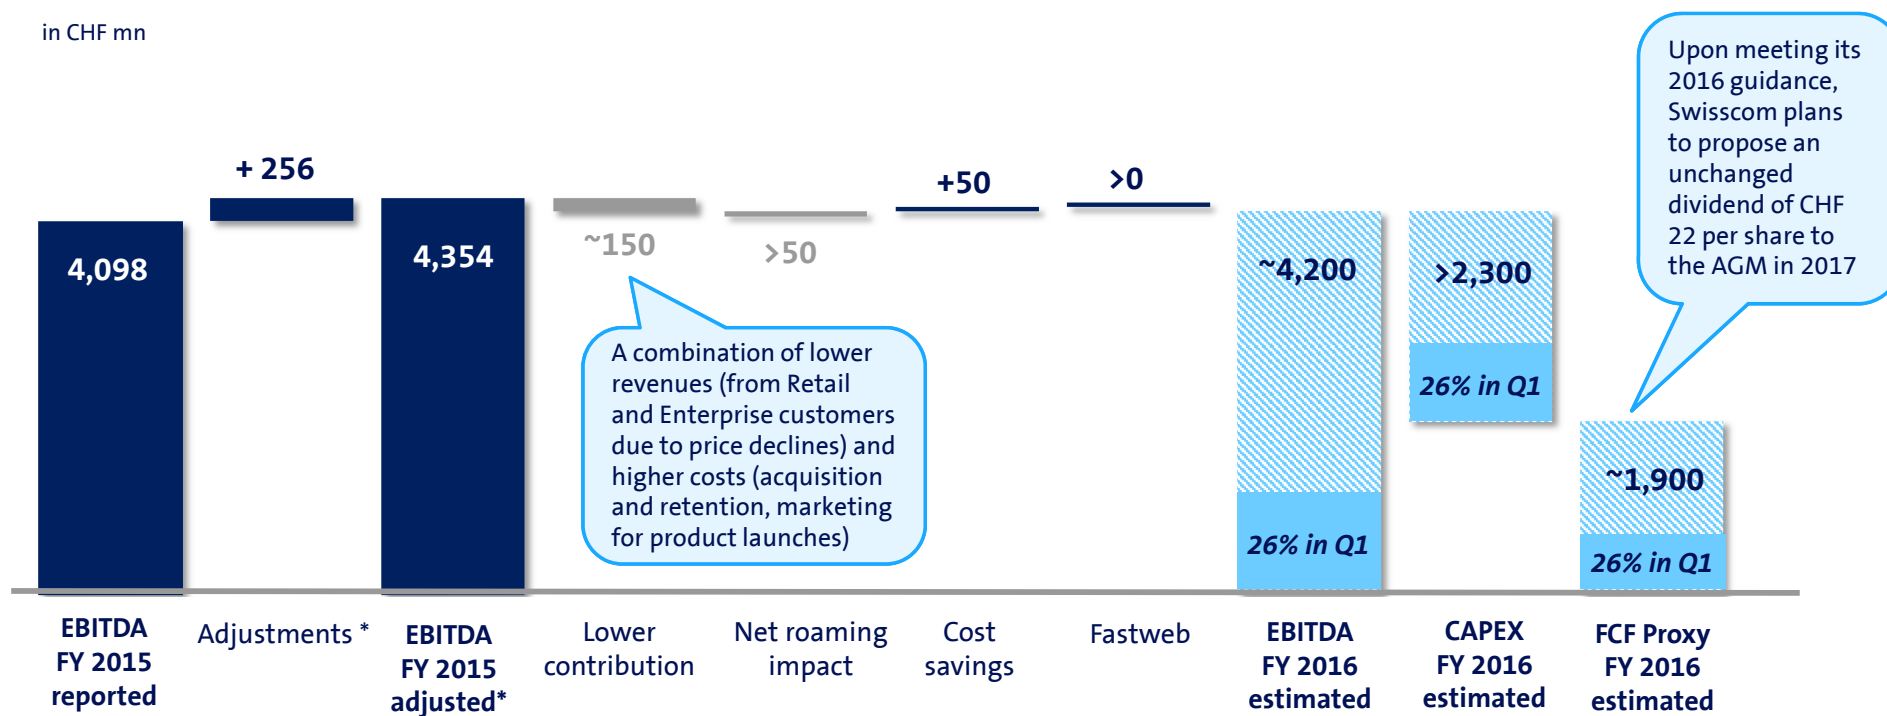 in CHF mn
Upon meeting its
2016 guidance,
Swisscom plans
to propose an
unchanged
dividend of CHF
22 per share to
the AGM in 2017
+ 256
+50
>0
4,098
4,354
~150
>50
~4,200
>2,300
A combination of lower
revenues (from Retail
and Enterprise customers
due to price declines) and
higher costs (acquisition
and retention, marketing
for product launches)
26% in Q1
~1,900
26% in Q1
26% in Q1
EBITDA
FY 2015
reported
Adjustments *
EBITDA
FY 2015
adjusted*
Lower
contribution
Net roaming
impact
Cost
savings
Fastweb
EBITDA
FY 2016
estimated
CAPEX
FY 2016
estimated
FCF Proxy
FY 2016
estimated